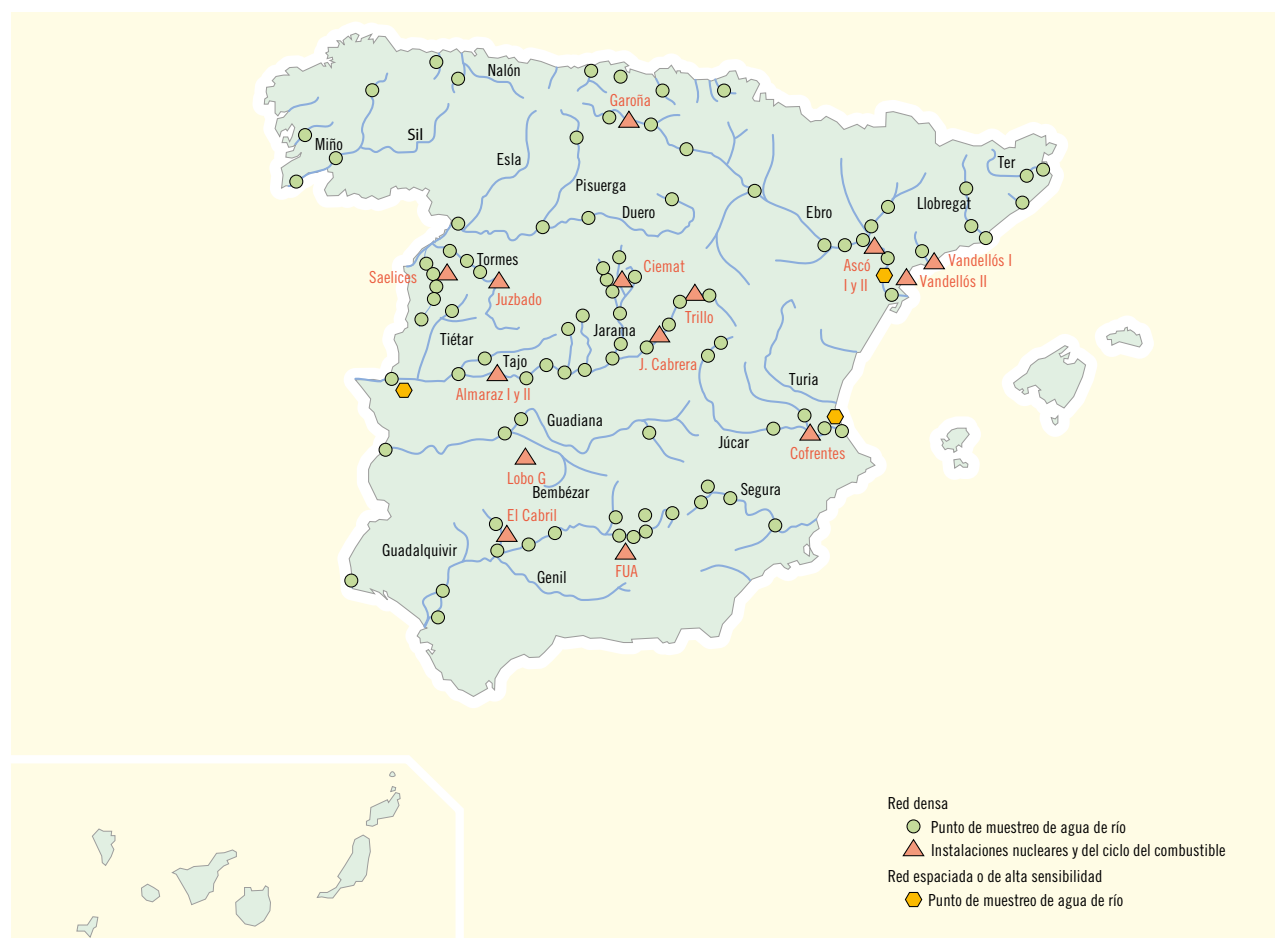 Nalón
Garoña
Sil
Miño
Esla
Ter
Pisuerga
Llobregat
Duero
Ebro
Tormes
Ciemat
Vandellós I
Saelices
Ascó
I y II
Vandellós II
Juzbado
Trillo
Jarama
Tiétar
Tajo
J. Cabrera
Turia
Almaraz I y II
Guadiana
Júcar
Cofrentes
Lobo G
Bembézar
Segura
El Cabril
Guadalquivir
FUA
Genil
Red densa
Punto de muestreo de agua de río
Instalaciones nucleares y del ciclo del combustible
Red espaciada o de alta sensibilidad
Punto de muestreo de agua de río